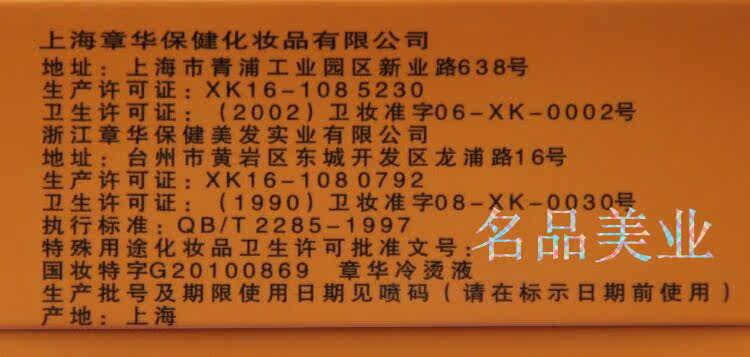 上海章华保健化妆品有限公司
地址：上海市青浦工业园区新业路638号
生产许可证：XK16-108 5230
卫生许可证：（2002）卫妆准字06-XK-0002号
浙江章华保健美发实业有限公司
地址：台州市黄岩区东城开发区龙浦路16号
生产许可证：XK16-108 0792
卫生许可证：（1990）卫妆准字08-XK-0030号
执行标准：QB/T 2285-1997
特殊用途化妆品卫生许可批准文号：
名品美业
国妆特字G20100869 章华冷烫液
生产批号及期限使用日期见喷码（请在标示日期前使用）
产地：上海